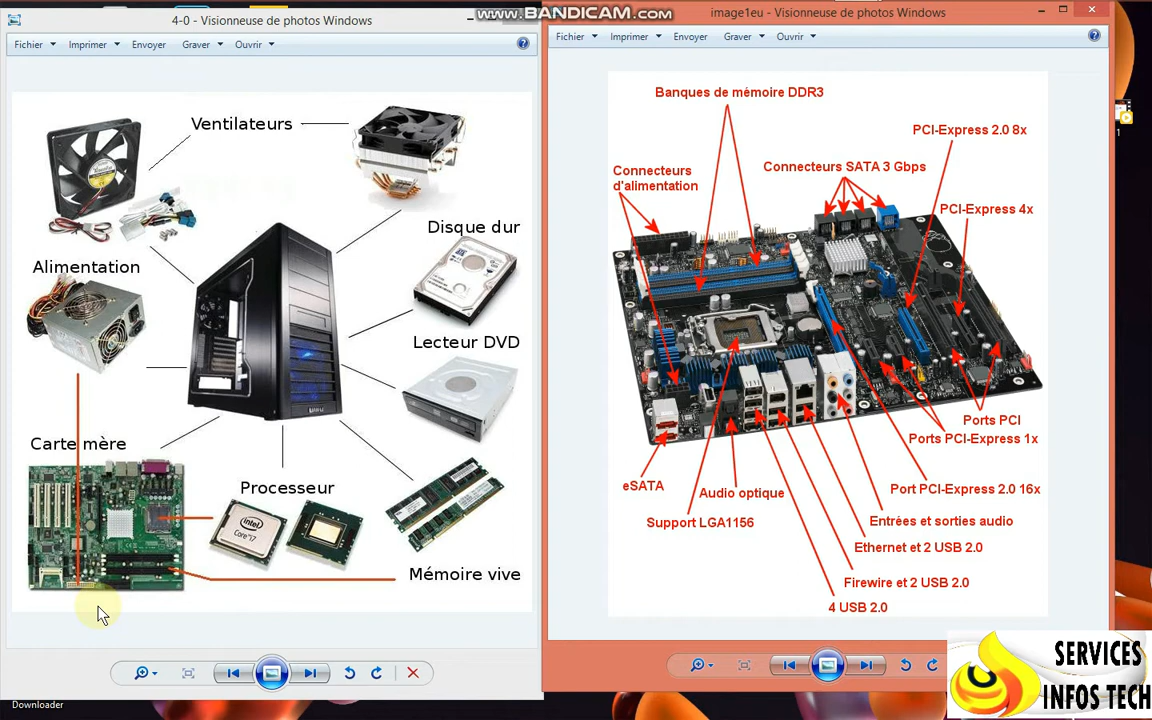 4-0 - Visionneuse de photos Windows
Fichier Imprimer Envoyer Graver Ouvrir
Ventilateurs
Disque dur
Alimentation
Lecteur DVD
Carte mère
Processeur
intel
Core i7
Mémoire vive
Downloader
www.BANDICAM.com
image1eu - Visionneuse de photos Windows
Fichier Imprimer Envoyer Graver Ouvrir
Banques de mémoire DDR3
PCI-Express 2.0 8x
Connecteurs SATA 3 Gbps
Connecteurs
d'alimentation
PCI-Express 4x
Ports PCI
Ports PCI-Express 1x
eSATA
Audio optique
Port PCI-Express 2.0 16x
Support LGA1156
Entrées et sorties audio
Ethernet et 2 USB 2.0
Firewire et 2 USB 2.0
4 USB 2.0
1
SERVICES
INFOS TECH